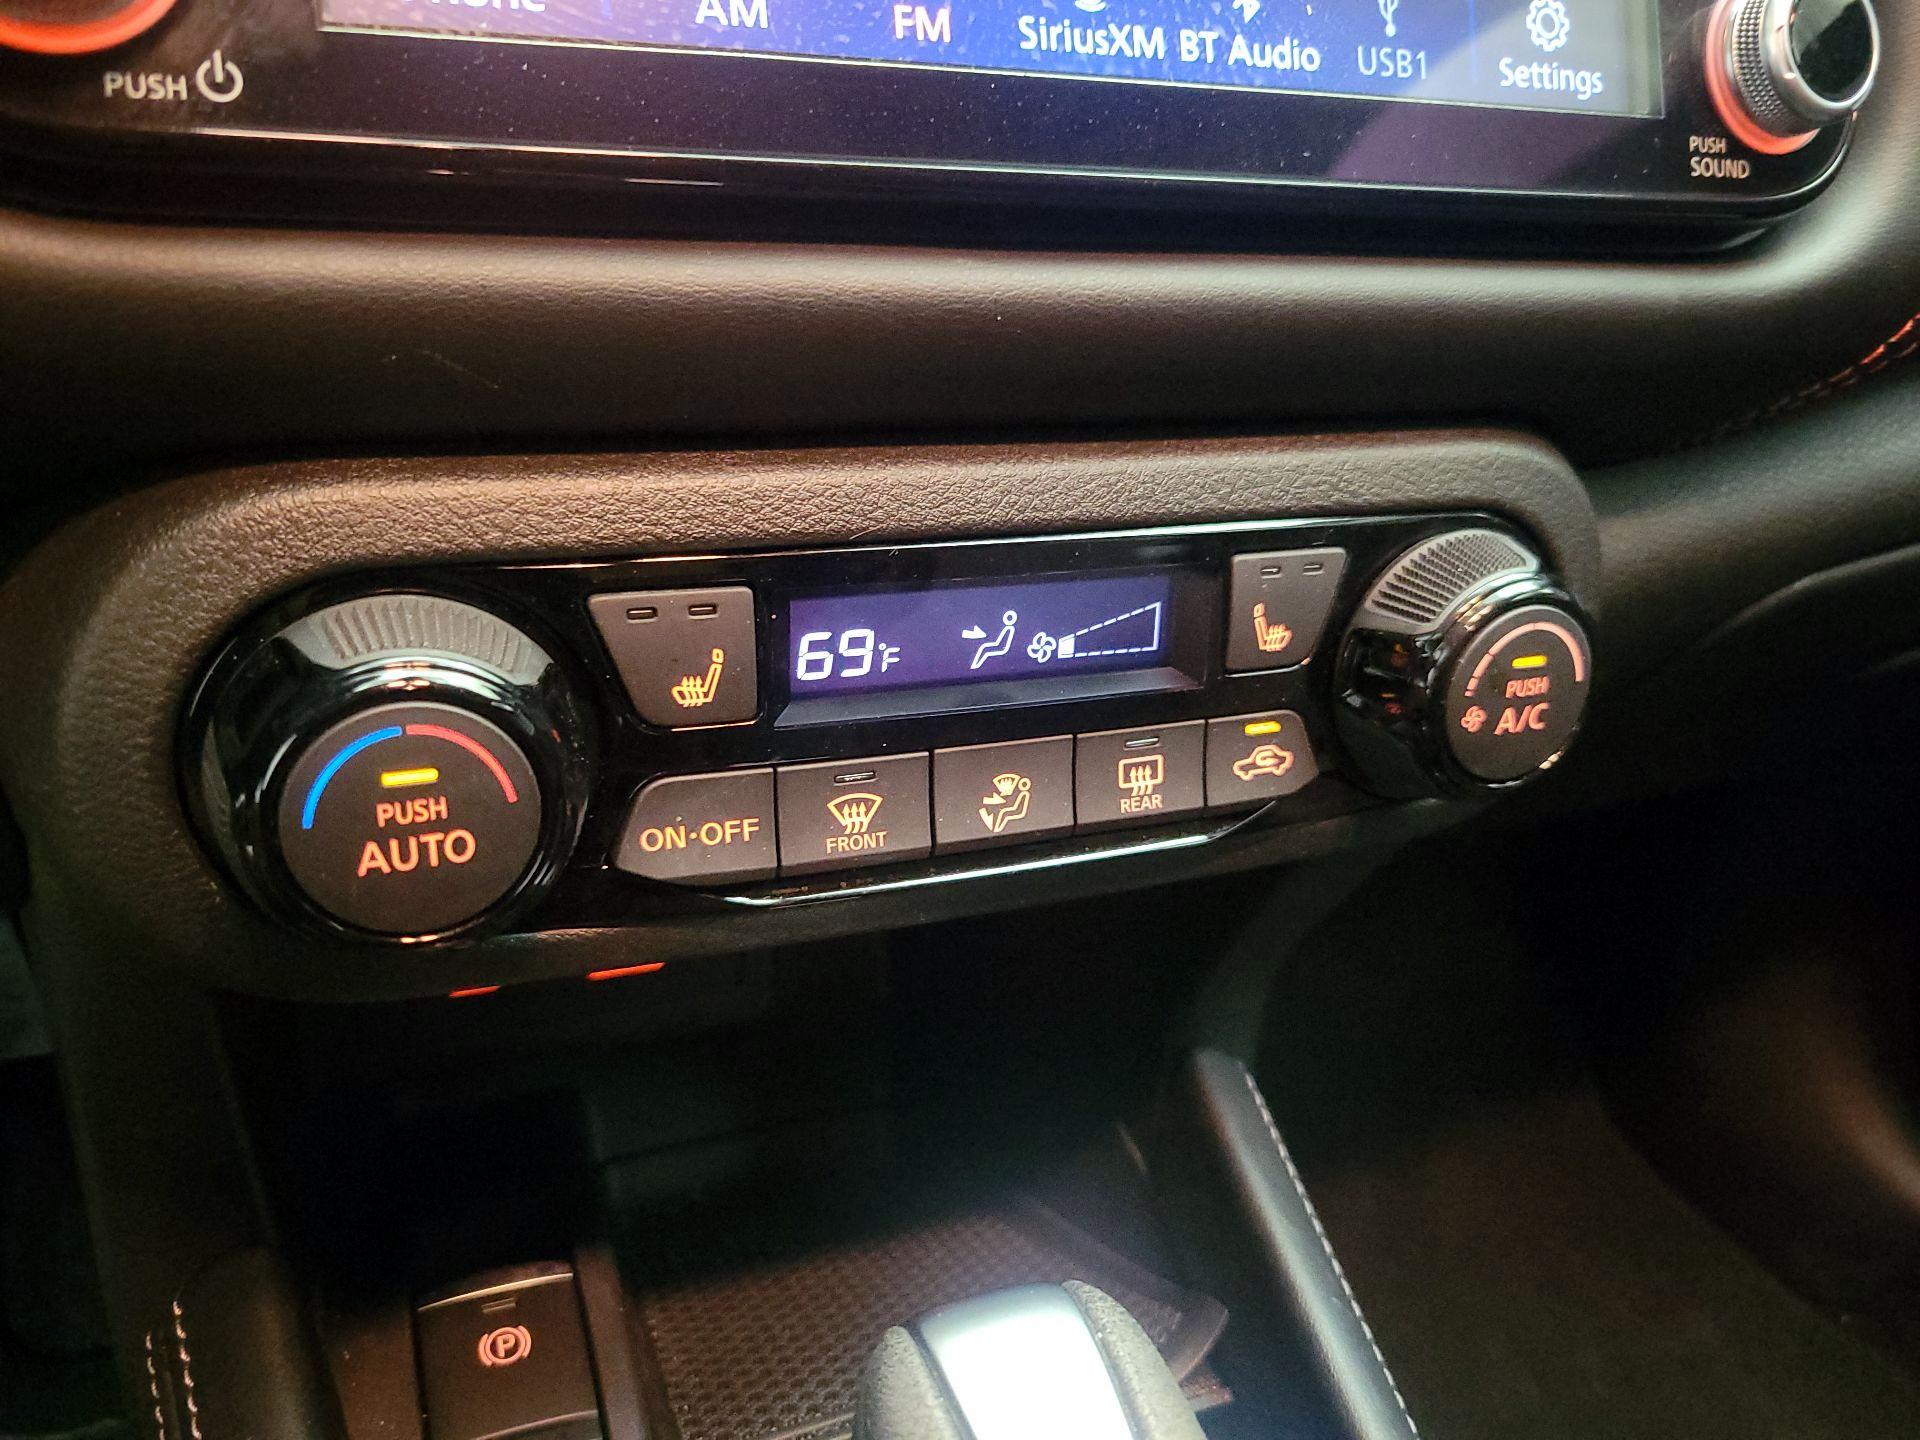 AM
FM
SiriusXM
BT Audio
USB1
Settings
PUSH
PUSH
SOUND
69°F
PUSH
AUTO
ON·OFF
FRONT
REAR
PUSH
A/C
P